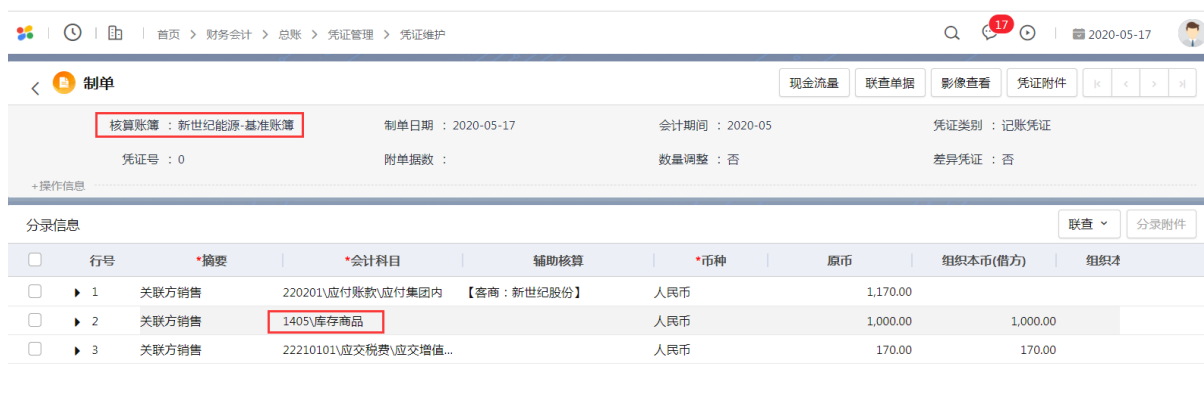 首页 > 财务会计 > 总账 > 凭证管理 > 凭证维护 17 2020-05-17
制单 现金流量 联查单据 影像查看 凭证附件
核算账簿 ：新世纪能源-基准账簿 制单日期 ：2020-05-17 会计期间 ：2020-05 凭证类别 ：记账凭证
凭证号 ：0 附单据数 ： 数量调整 ：否 差异凭证 ：否
+操作信息
分录信息 联查 分录附件
行号 *摘要 *会计科目 辅助核算 *币种 原币 组织本币(借方) 组织本
1 关联方销售 220201\应付账款\应付集团内 【客商：新世纪股份】 人民币 1,170.00
2 关联方销售 1405\库存商品 人民币 1,000.00 1,000.00
3 关联方销售 22210101\应交税费\应交增值... 人民币 170.00 170.00